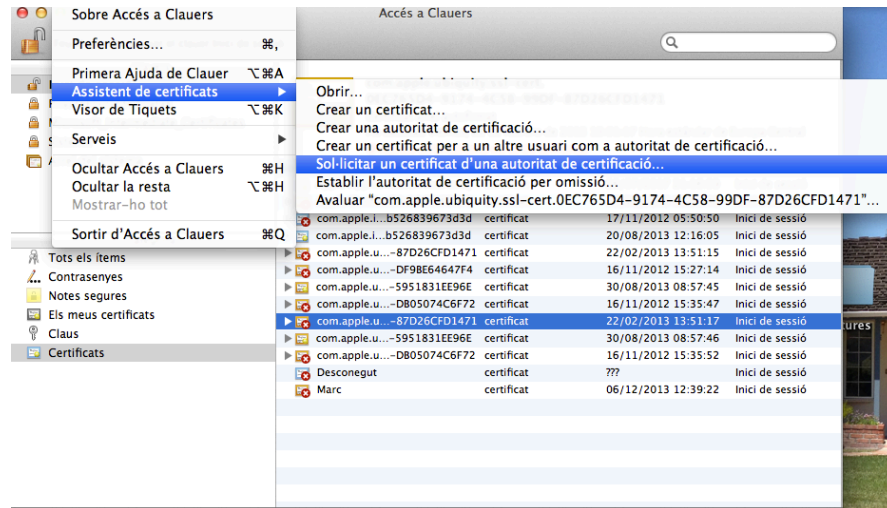 Sobre Accés a Clauers
Accés a Clauers
Preferències... ⌘,
Primera Ajuda de Clauer ⌥⌘A
Assistent de certificats
Visor de Tiquets ⌥⌘K
Serveis
Ocultar Accés a Clauers ⌘H
Ocultar la resta ⌥⌘H
Mostrar-ho tot
Sortir d'Accés a Clauers ⌘Q
Obrir...
Crear un certificat...
Crear una autoritat de certificació...
Crear un certificat per a un altre usuari com a autoritat de certificació...
Sol·licitar un certificat d'una autoritat de certificació...
Establir l'autoritat de certificació per omissió...
Avaluar "com.apple.ubiquity.ssl-cert.0EC765D4-9174-4C58-99DF-87D26CFD1471"...
com.apple.i...b526839673d3d certificat 17/11/2012 05:50:50 Inici de sessió
com.apple.i...b526839673d3d certificat 20/08/2013 12:16:05 Inici de sessió
com.apple.u...-87D26CFD1471 certificat 22/02/2013 13:51:15 Inici de sessió
com.apple.u...-DF9BE64647F4 certificat 16/11/2012 15:27:14 Inici de sessió
com.apple.u...-5951831EE96E certificat 30/08/2013 08:57:45 Inici de sessió
com.apple.u...-DB05074C6F72 certificat 16/11/2012 15:35:47 Inici de sessió
com.apple.u...-87D26CFD1471 certificat 22/02/2013 13:51:17 Inici de sessió
com.apple.u...-5951831EE96E certificat 30/08/2013 08:57:46 Inici de sessió
com.apple.u...-DB05074C6F72 certificat 16/11/2012 15:35:52 Inici de sessió
Desconegut certificat ??? Inici de sessió
Marc certificat 06/12/2013 12:39:22 Inici de sessió
Tots els ítems
Contrasenyes
Notes segures
Els meus certificats
Claus
Certificats
tures